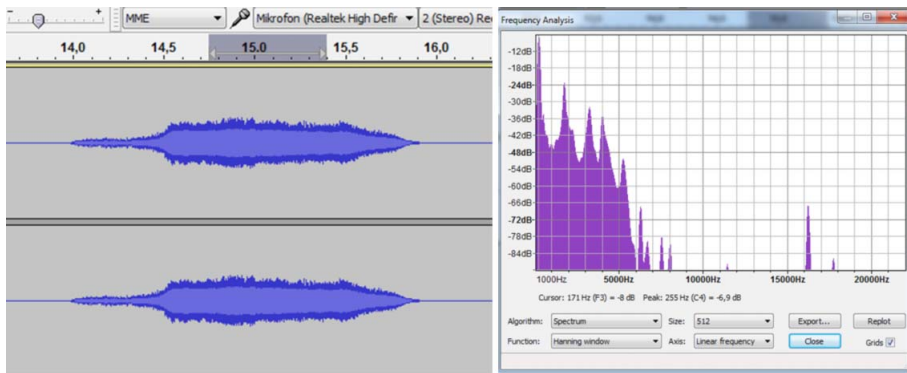 - +
MME
Mikrofon (Realtek High Defir
2 (Stereo) Re
14,0 14,5 15.0 15,5 16,0
Frequency Analysis
-12dB
-18dB
-24dB
-30dB
-36dB
-42dB
-48dB
-54dB
-60dB
-66dB
-72dB
-78dB
-84dB
1000Hz 5000Hz 10000Hz 15000Hz 20000Hz
Cursor: 171 Hz (F3) = -8 dB Peak: 255 Hz (C4) = -6,9 dB
Algorithm: Spectrum Size: 512 Export... Replot
Function: Hanning window Axis: Linear frequency Close Grids